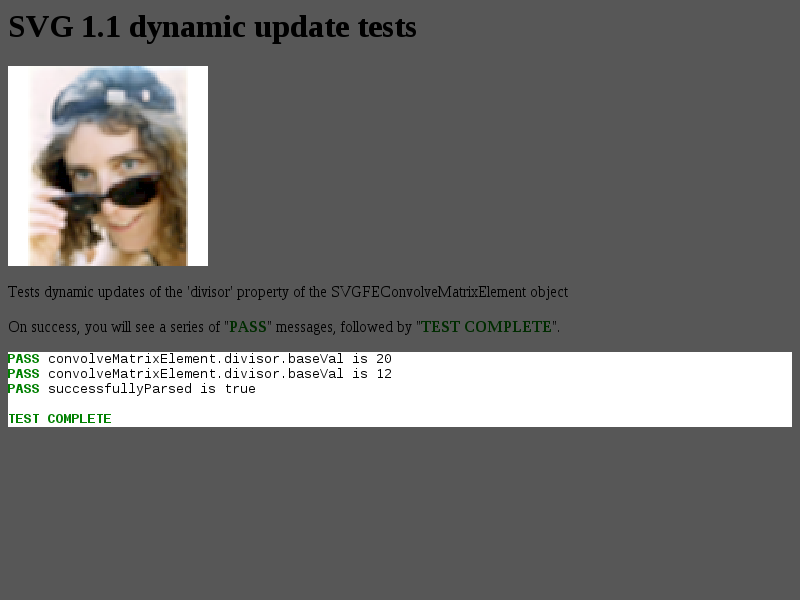 SVG 1.1 dynamic update tests
Tests dynamic updates of the 'divisor' property of the SVGFEConvolveMatrixElement object
On success, you will see a series of "PASS" messages, followed by "TEST COMPLETE".
PASS convolveMatrixElement.divisor.baseVal is 20
PASS convolveMatrixElement.divisor.baseVal is 12
PASS successfullyParsed is true
TEST COMPLETE